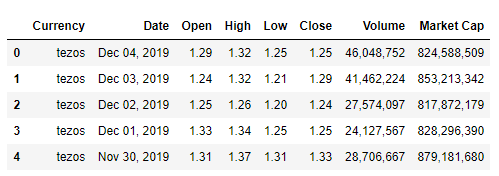 Currency Date Open High Low Close Volume Market Cap
0 tezos Dec 04, 2019 1.29 1.32 1.25 1.25 46,048,752 824,588,509
1 tezos Dec 03, 2019 1.24 1.32 1.21 1.29 41,462,224 853,213,342
2 tezos Dec 02, 2019 1.25 1.26 1.20 1.24 27,574,097 817,872,179
3 tezos Dec 01, 2019 1.33 1.34 1.25 1.25 24,127,567 828,296,390
4 tezos Nov 30, 2019 1.31 1.37 1.31 1.33 28,706,667 879,181,680